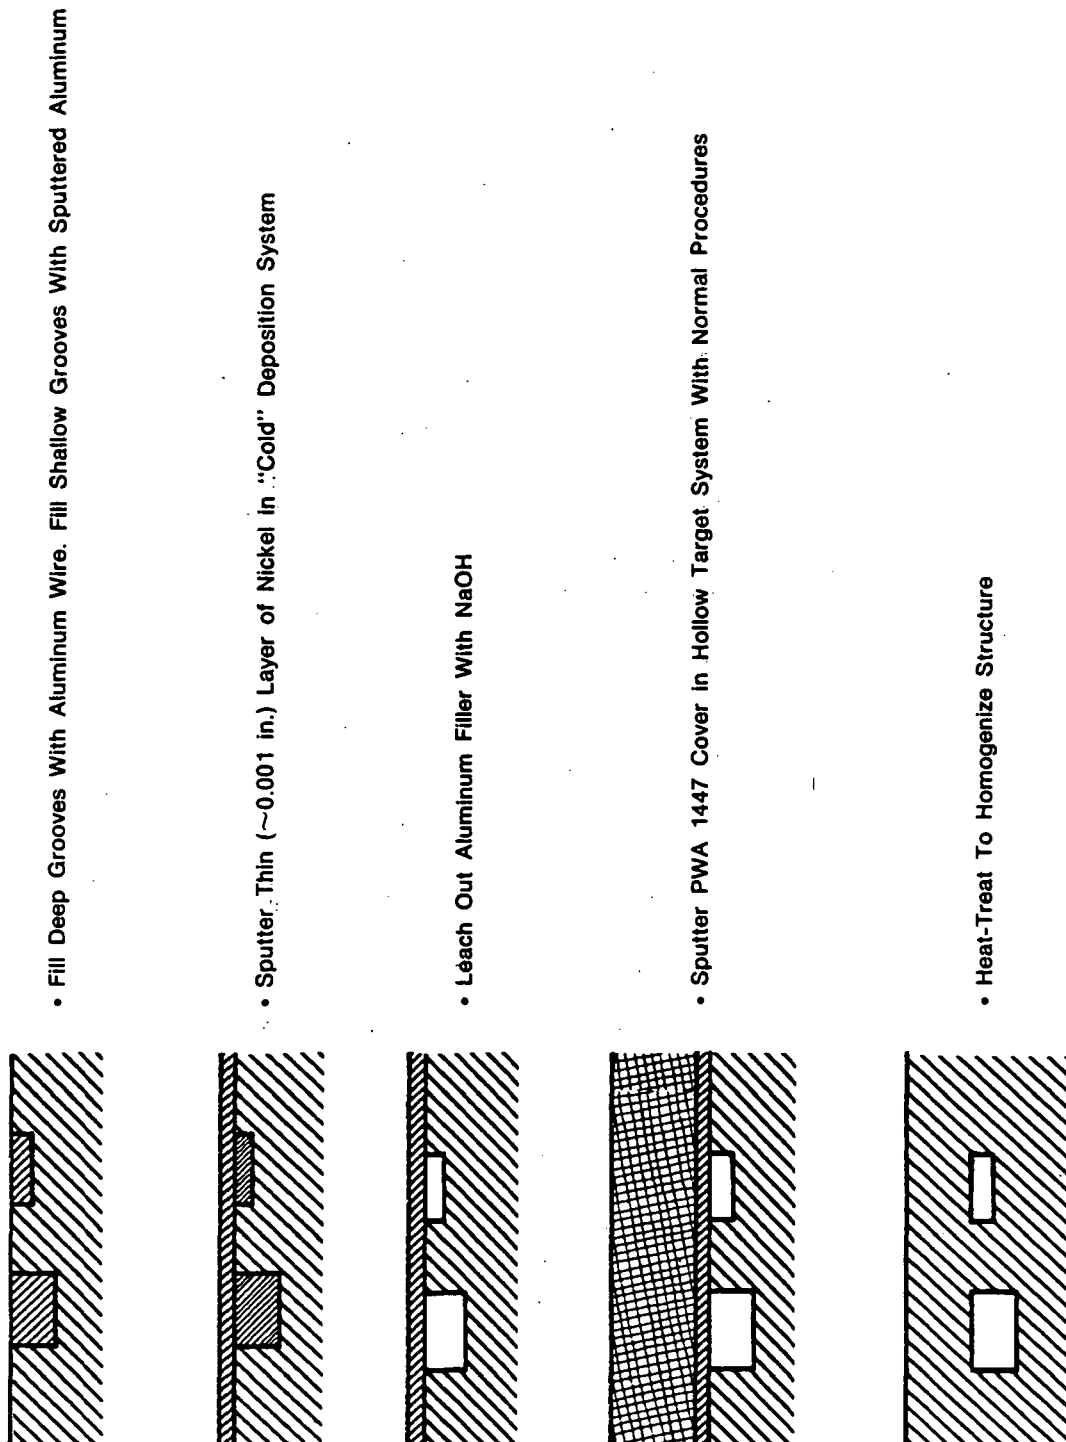 • Fill Deep Grooves With Aluminum Wire. Fill Shallow Grooves With Sputtered Aluminum
• Sputter Thin (~0.001 in.) Layer of Nickel in "Cold" Deposition System
• Leach Out Aluminum Filler With NaOH
• Sputter PWA 1447 Cover in Hollow Target System With Normal Procedures
• Heat-Treat To Homogenize Structure